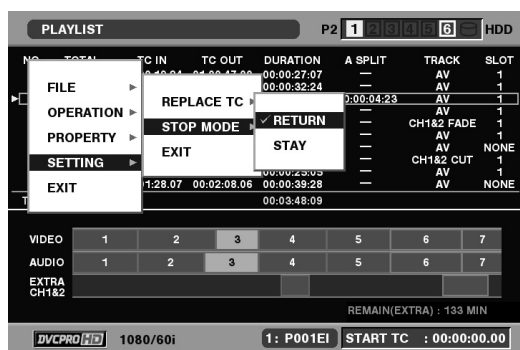 PLAYLIST P2 1 2 3 4 5 6 HDD
NO TOTAL TC IN TC OUT DURATION A SPLIT TRACK SLOT
00:00:27:07 — AV 1
00:00:32:24 — AV 1
FILE
REPLACE TC
0:00:04:23 AV 1
OPERATION
STOP MODE
✓ RETURN
— CH1&2 FADE 1
— AV 1
PROPERTY
EXIT
STAY
— AV NONE
SETTING
— CH1&2 CUT 1
— AV 1
EXIT
1:28.07 00:02:08.06 00:00:39:28 — AV NONE
T 00:03:48:09
VIDEO 1 2 3 4 5 6 7
AUDIO 1 2 3 4 5 6 7
EXTRA
CH1&2
REMAIN(EXTRA) : 133 MIN
DVCPRO HD 1080/60i 1: P001EI START TC : 00:00:00.00